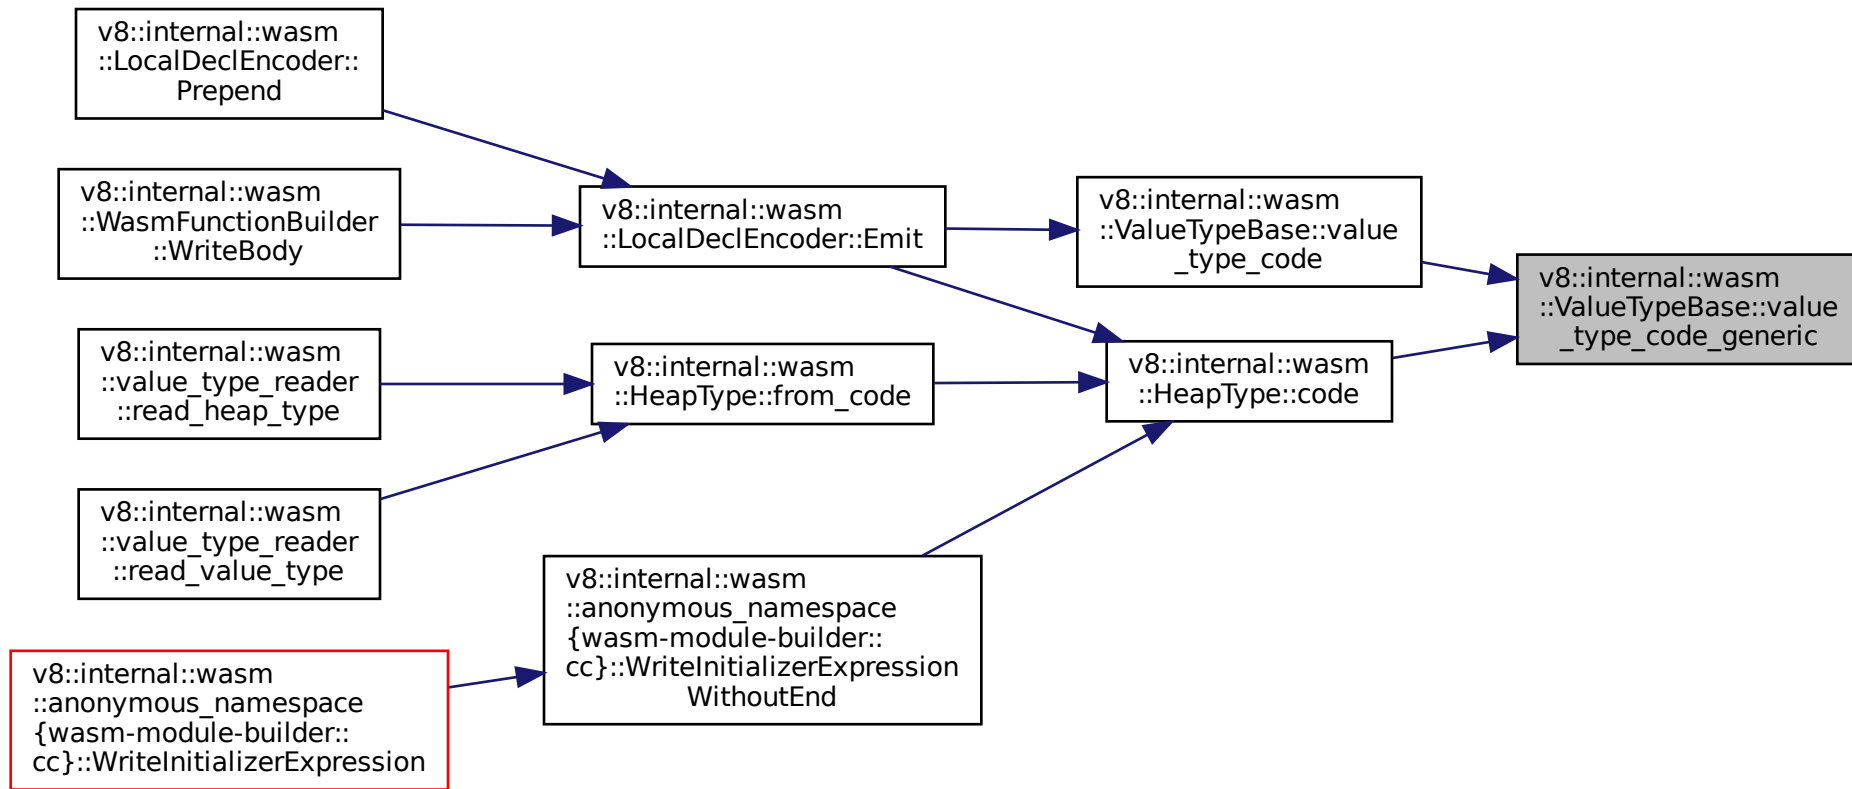 v8::internal::wasm
::LocalDeclEncoder::
Prepend
v8::internal::wasm
::WasmFunctionBuilder
::WriteBody
v8::internal::wasm
::value_type_reader
::read_heap_type
v8::internal::wasm
::value_type_reader
::read_value_type
v8::internal::wasm
::anonymous_namespace
{wasm-module-builder::
cc}::WriteInitializerExpression
v8::internal::wasm
::LocalDeclEncoder::Emit
v8::internal::wasm
::HeapType::from_code
v8::internal::wasm
::anonymous_namespace
{wasm-module-builder::
cc}::WriteInitializerExpression
WithoutEnd
v8::internal::wasm
::ValueTypeBase::value
_type_code
v8::internal::wasm
::HeapType::code
v8::internal::wasm
::ValueTypeBase::value
_type_code_generic